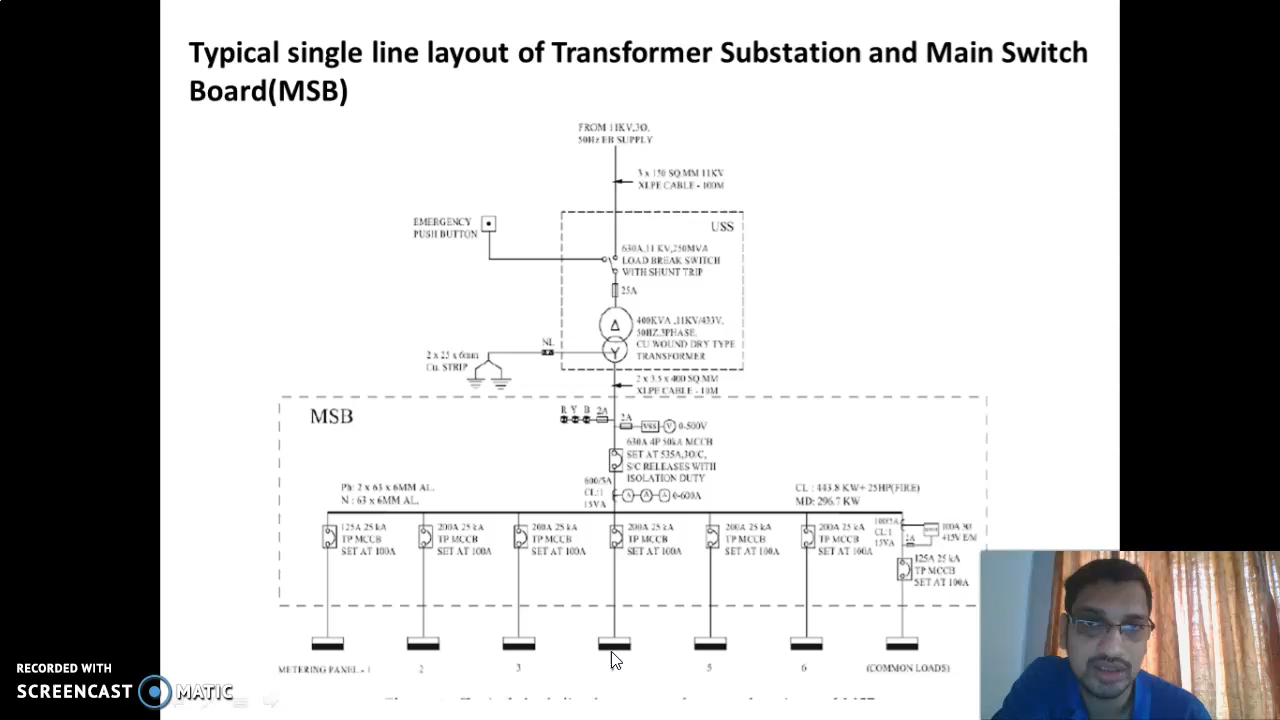 Typical single line layout of Transformer Substation and Main Switch
Board(MSB)
FROM 11KV,3Ø,
50Hz EB SUPPLY
3 x 150 SQ.MM 11KV
XLPE CABLE - 100M
EMERGENCY
PUSH BUTTON
USS
630A,11 KV,250MVA
LOAD BREAK SWITCH
WITH SHUNT TRIP
25A
Δ
400KVA ,11KV/433V,
50HZ,3PHASE,
CU WOUND DRY TYPE
TRANSFORMER
Y
NL
2 x 25 x 6mm
Cu. STRIP
2 x 3.5 x 400 SQ.MM
XLPE CABLE - 10M
MSB
R Y B 2A
2A
VSS V 0-500V
630A 4P 50kA MCCB
SET AT 535A,3O/C,
S/C RELEASES WITH
ISOLATION DUTY
600/5A
CL:1
15VA
A A A 0-600A
Ph: 2 x 63 x 6MM AL.
N : 63 x 6MM AL.
CL : 443.8 KW+ 25HP(FIRE)
MD: 296.7 KW
125A 25 kA
TP MCCB
SET AT 100A
200A 25 kA
TP MCCB
SET AT 100A
200A 25 kA
TP MCCB
SET AT 100A
200A 25 kA
TP MCCB
SET AT 100A
200A 25 kA
TP MCCB
SET AT 100A
200A 25 kA
TP MCCB
SET AT 100A
100/5A
CL:1
15VA
2A
100A 3Ø
415V E/M
125A 25 kA
TP MCCB
SET AT 100A
METERING PANEL - 1
2
3
5
6
(COMMON LOADS)
RECORDED WITH
SCREENCAST MATIC